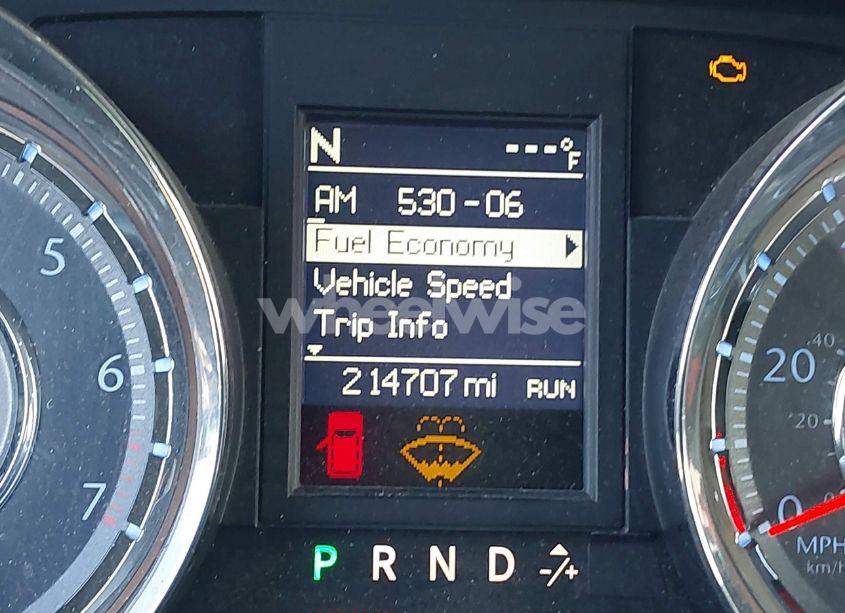 N ---°F
AM 530-06
Fuel Economy
Vehicle Speed
wheelwise
Trip Info
214707 mi RUN
P R N D -/+
5
6
7
40
20
20
0
0
MPH
km/h